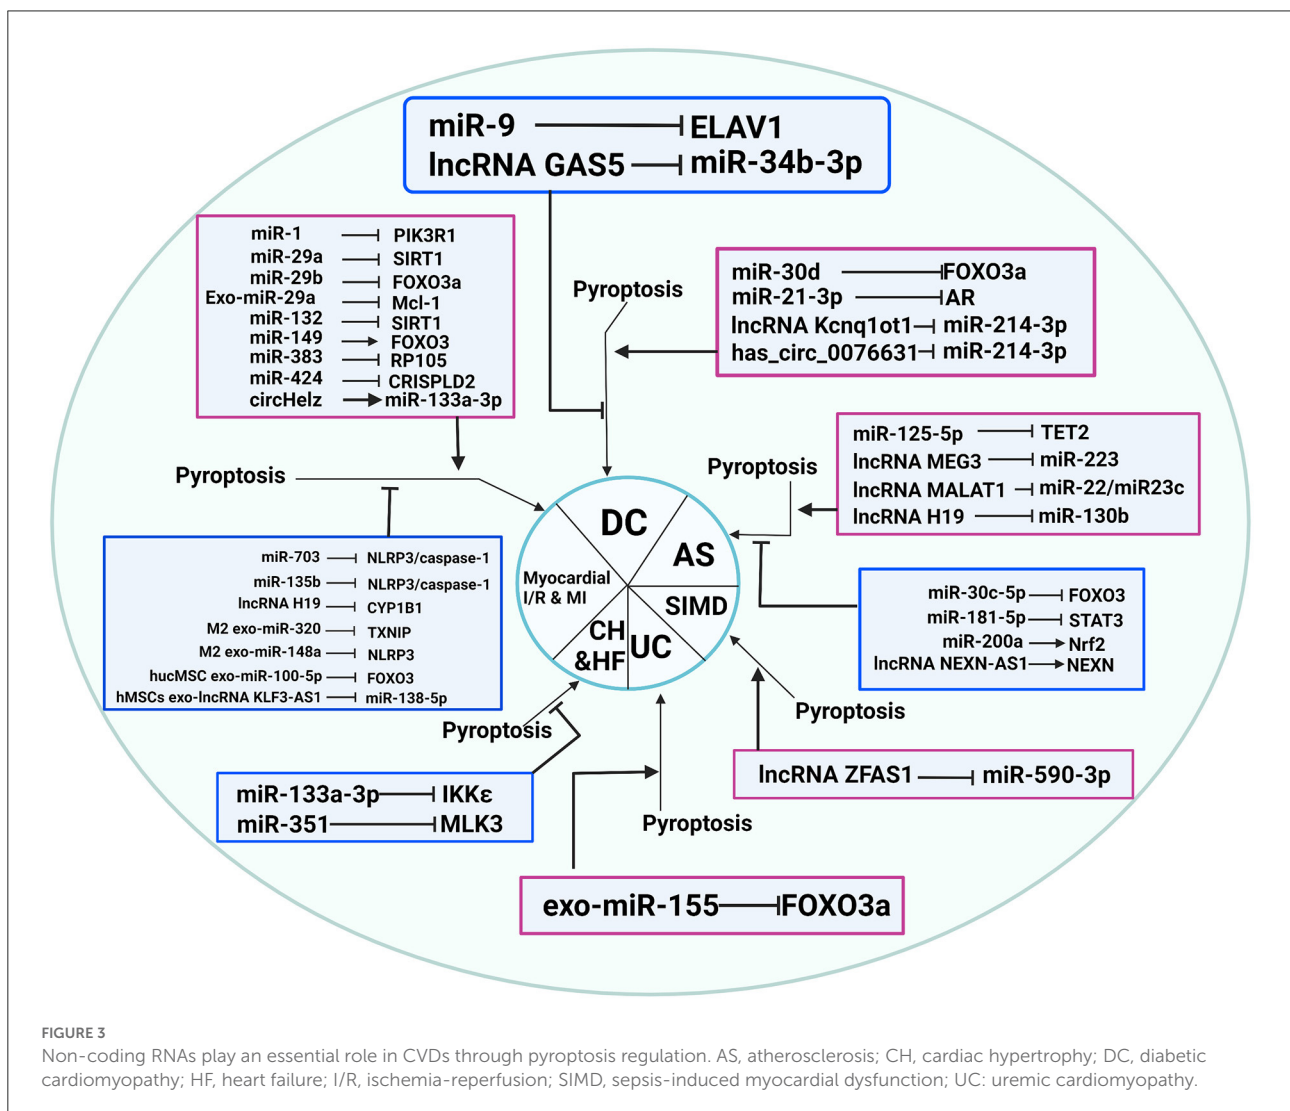 miR-9 ELAV1
lncRNA GAS5 miR-34b-3p
miR-1 PIK3R1
miR-29a SIRT1
miR-29b FOXO3a
Exo-miR-29a Mcl-1
miR-132 SIRT1
miR-149 FOXO3
miR-383 RP105
miR-424 CRISPLD2
circHelz miR-133a-3p
Pyroptosis
miR-30d FOXO3a
miR-21-3p AR
lncRNA Kcnq1ot1 miR-214-3p
has_circ_0076631 miR-214-3p
Pyroptosis
Pyroptosis
miR-125-5p TET2
lncRNA MEG3 miR-223
lncRNA MALAT1 miR-22/miR23c
lncRNA H19 miR-130b
DC
AS
SIMD
UC
CH
&HF
Myocardial
I/R & MI
miR-703 NLRP3/caspase-1
miR-135b NLRP3/caspase-1
lncRNA H19 CYP1B1
M2 exo-miR-320 TXNIP
M2 exo-miR-148a NLRP3
hucMSC exo-miR-100-5p FOXO3
hMSCs exo-lncRNA KLF3-AS1 miR-138-5p
miR-30c-5p FOXO3
miR-181-5p STAT3
miR-200a Nrf2
lncRNA NEXN-AS1 NEXN
Pyroptosis
Pyroptosis
miR-133a-3p IKKε
miR-351 MLK3
lncRNA ZFAS1 miR-590-3p
Pyroptosis
exo-miR-155 FOXO3a
FIGURE 3
Non-coding RNAs play an essential role in CVDs through pyroptosis regulation. AS, atherosclerosis; CH, cardiac hypertrophy; DC, diabetic
cardiomyopathy; HF, heart failure; I/R, ischemia-reperfusion; SIMD, sepsis-induced myocardial dysfunction; UC: uremic cardiomyopathy.